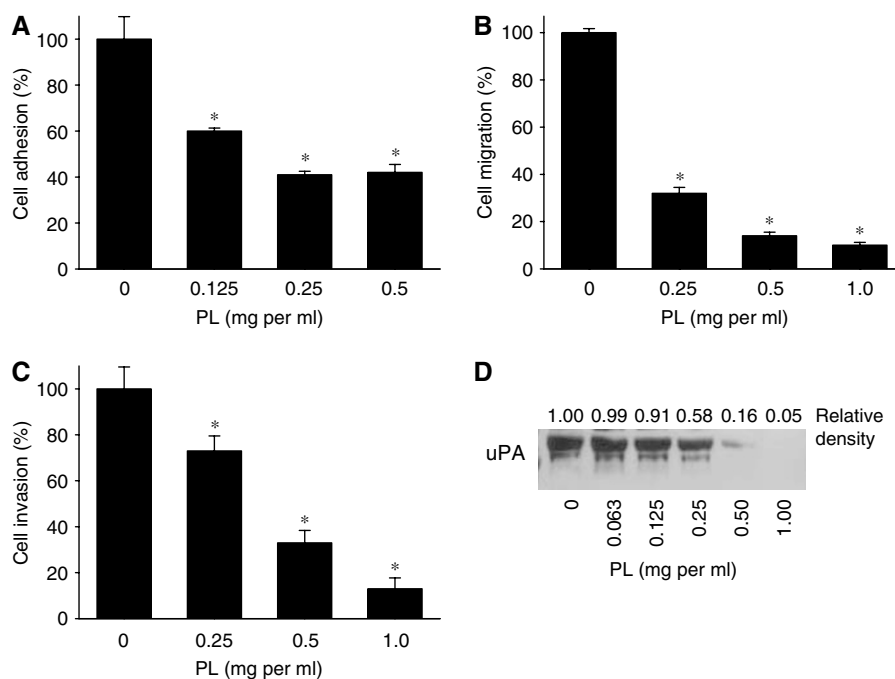 A
Cell adhesion (%)
100
80
60
40
20
0
*
*
*
0 0.125 0.25 0.5
PL (mg per ml)
B
Cell migration (%)
100
80
60
40
20
0
*
*
*
0 0.25 0.5 1.0
PL (mg per ml)
C
Cell invasion (%)
100
80
60
40
20
0
*
*
*
0 0.25 0.5 1.0
PL (mg per ml)
D
1.00 0.99 0.91 0.58 0.16 0.05 Relative
density
uPA
0 0.063 0.125 0.25 0.50 1.00
PL (mg per ml)